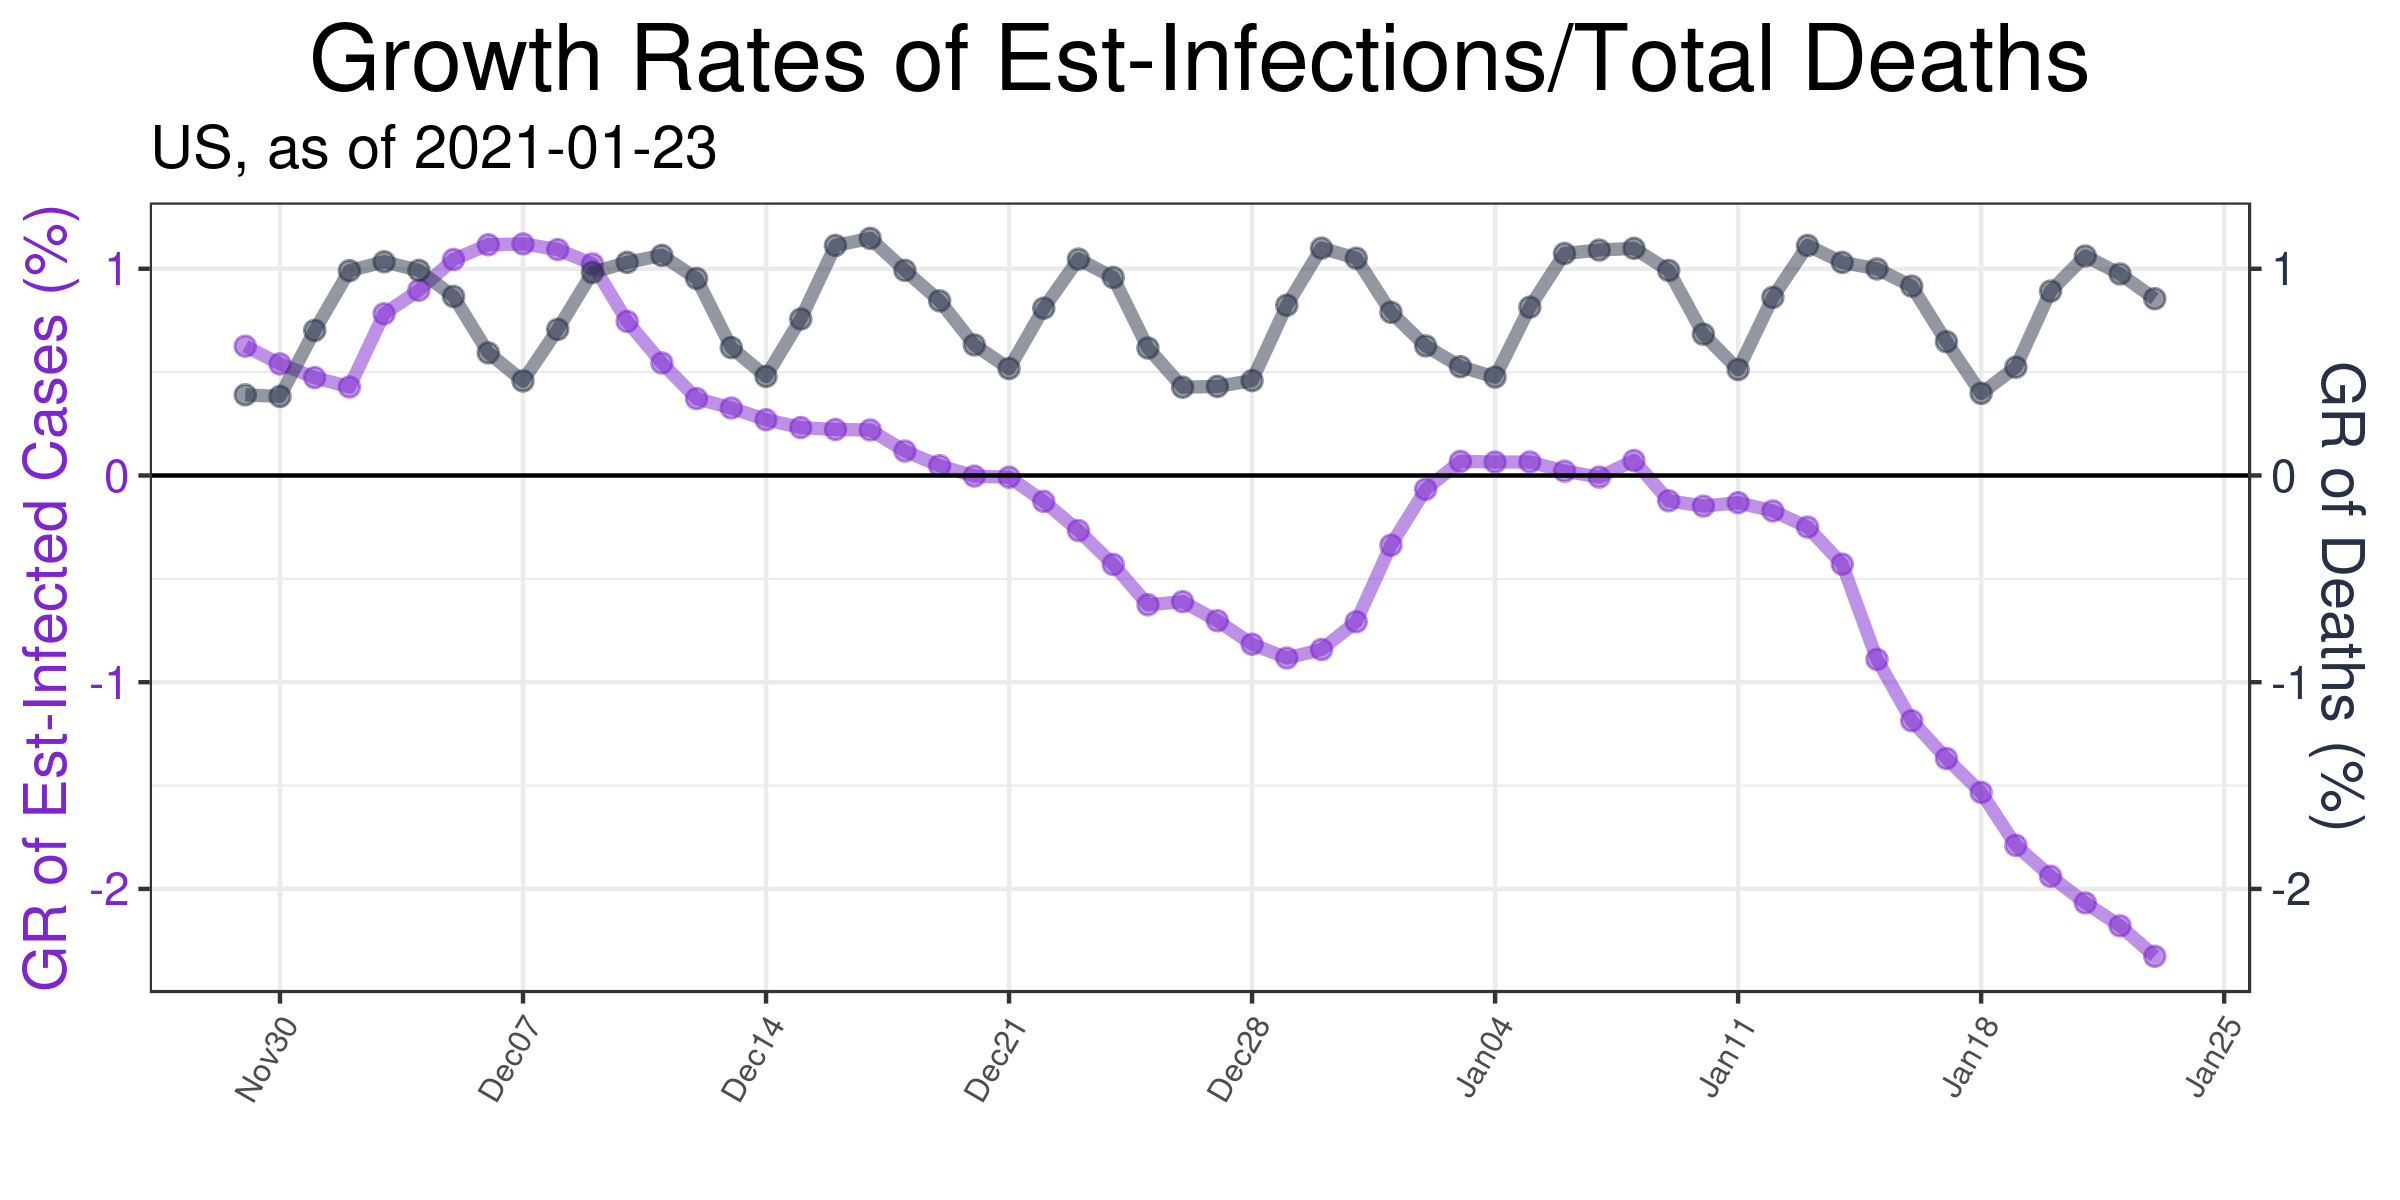 Growth Rates of Est-Infections/Total Deaths
US, as of 2021-01-23
GR of Est-Infected Cases (%)
1
0
-1
-2
1
0
-1
-2
GR of Deaths (%)
Nov30
Dec07
Dec14
Dec21
Dec28
Jan04
Jan11
Jan18
Jan25